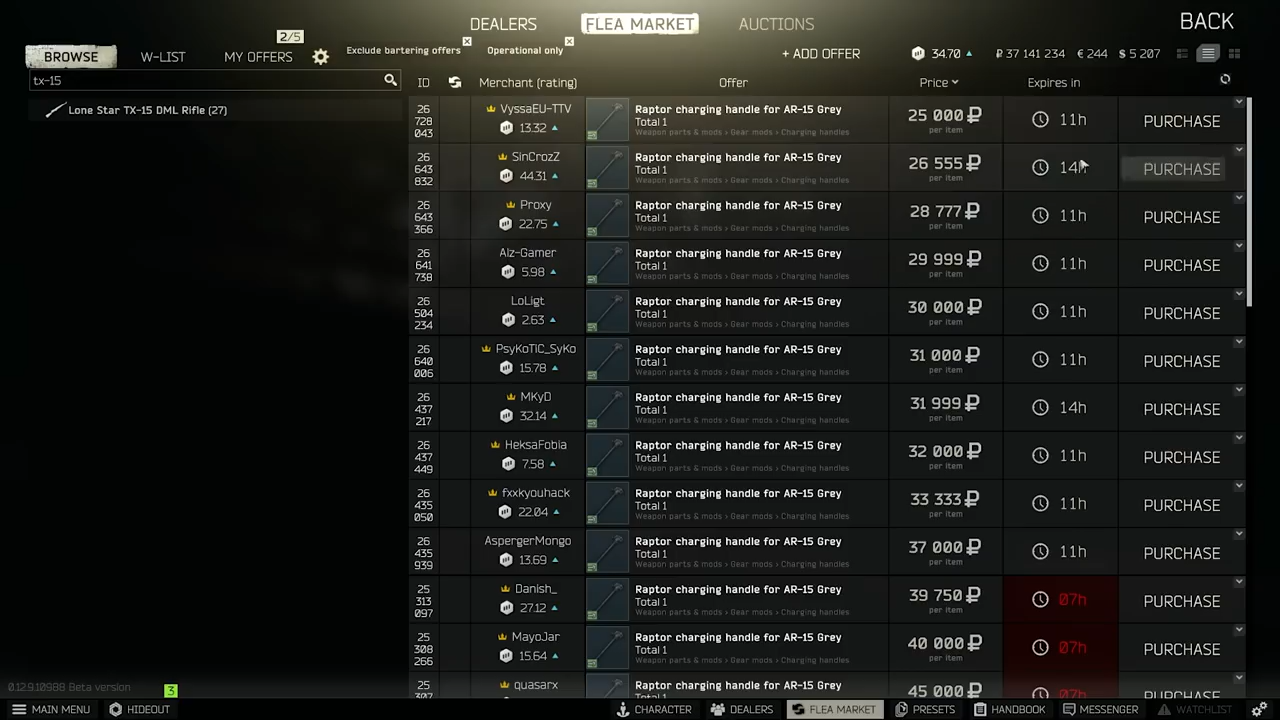 DEALERS FLEA MARKET AUCTIONS BACK
2/5
BROWSE W-LIST MY OFFERS Exclude bartering offers Operational only + ADD OFFER 34.70 ₽ 37 141 234 € 244 $ 5 207
tx-15 ID Merchant (rating) Offer Price Expires in
Lone Star TX-15 DML Rifle (27)
26 728 043 VyssaEU-TTV 13.32 Raptor charging handle for AR-15 Grey 25 000 ₽ 11h PURCHASE
Total 1 per item
Weapon parts & mods > Gear mods > Charging handles
26 643 832 SinCrozZ 44.31 Raptor charging handle for AR-15 Grey 26 555 ₽ 14h PURCHASE
Total 1 per item
Weapon parts & mods > Gear mods > Charging handles
26 643 366 Proxy 22.75 Raptor charging handle for AR-15 Grey 28 777 ₽ 11h PURCHASE
Total 1 per item
Weapon parts & mods > Gear mods > Charging handles
26 641 738 Alz-Gamer 5.98 Raptor charging handle for AR-15 Grey 29 999 ₽ 11h PURCHASE
Total 1 per item
Weapon parts & mods > Gear mods > Charging handles
26 504 234 LoLigt 2.63 Raptor charging handle for AR-15 Grey 30 000 ₽ 11h PURCHASE
Total 1 per item
Weapon parts & mods > Gear mods > Charging handles
26 640 006 PsyKoTIC_SyKo 15.78 Raptor charging handle for AR-15 Grey 31 000 ₽ 11h PURCHASE
Total 1 per item
Weapon parts & mods > Gear mods > Charging handles
26 437 217 MKyD 32.14 Raptor charging handle for AR-15 Grey 31 999 ₽ 14h PURCHASE
Total 1 per item
Weapon parts & mods > Gear mods > Charging handles
26 437 449 HeksaFobia 7.58 Raptor charging handle for AR-15 Grey 32 000 ₽ 11h PURCHASE
Total 1 per item
Weapon parts & mods > Gear mods > Charging handles
26 435 050 fxxkyouhack 22.04 Raptor charging handle for AR-15 Grey 33 333 ₽ 11h PURCHASE
Total 1 per item
Weapon parts & mods > Gear mods > Charging handles
26 435 939 AspergerMongo 13.69 Raptor charging handle for AR-15 Grey 37 000 ₽ 11h PURCHASE
Total 1 per item
Weapon parts & mods > Gear mods > Charging handles
25 313 097 Danish_ 27.12 Raptor charging handle for AR-15 Grey 39 750 ₽ 07h PURCHASE
Total 1 per item
Weapon parts & mods > Gear mods > Charging handles
25 308 266 MayoJar 15.64 Raptor charging handle for AR-15 Grey 40 000 ₽ 07h PURCHASE
Total 1 per item
Weapon parts & mods > Gear mods > Charging handles
25 307 quasarx Raptor charging handle for AR-15 Grey 45 000 ₽ 07h PURCHASE
0.12.9.10988 Beta version 3
MAIN MENU HIDEOUT CHARACTER DEALERS FLEA MARKET PRESETS HANDBOOK MESSENGER WATCHLIST